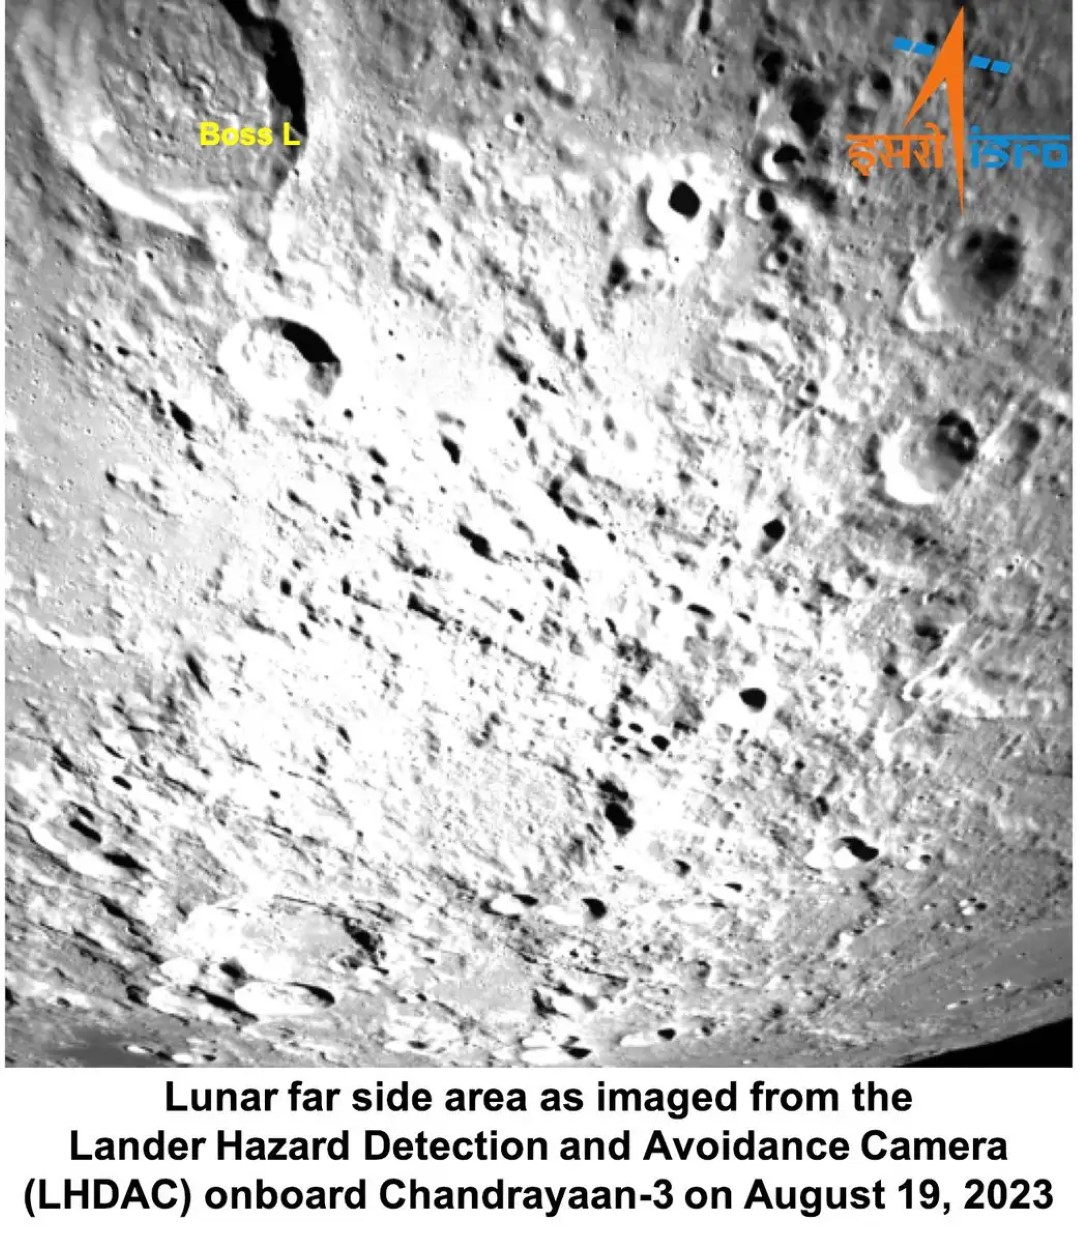 Boss L
इसरो isro
Lunar far side area as imaged from the
Lander Hazard Detection and Avoidance Camera
(LHDAC) onboard Chandrayaan-3 on August 19, 2023